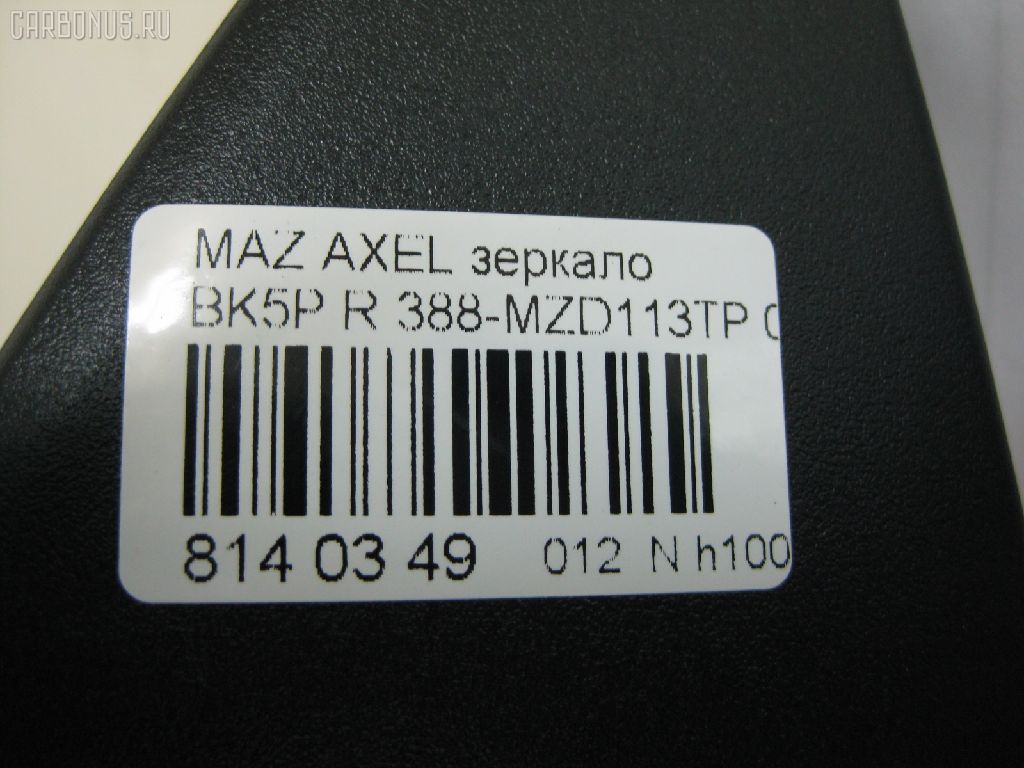 CARBONUS.RU
MAZ AXEL зеркало
BK5P R 388-MZD113TP
814 03 49 012 N h100